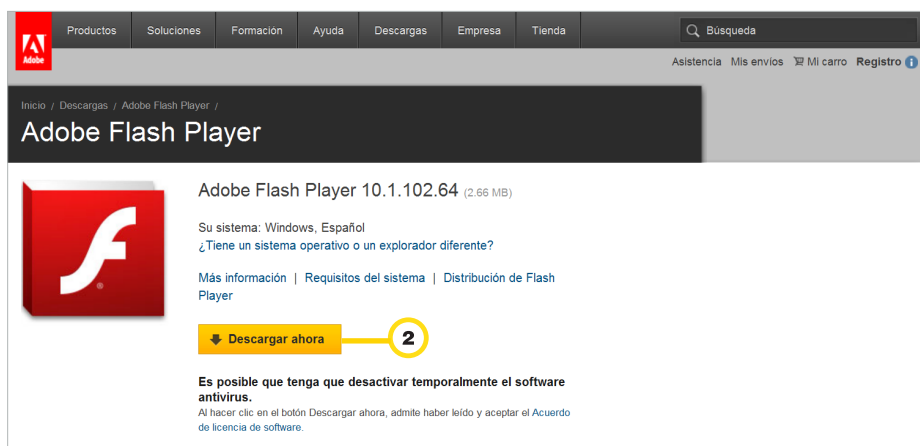 Adobe
Productos
Soluciones
Formación
Ayuda
Descargas
Empresa
Tienda
Búsqueda
Asistencia Mis envíos Mi carro Registro i
Inicio / Descargas / Adobe Flash Player /
Adobe Flash Player
Adobe Flash Player 10.1.102.64 (2.66 MB)
Su sistema: Windows, Español
¿Tiene un sistema operativo o un explorador diferente?
Más información | Requisitos del sistema | Distribución de Flash
Player
Descargar ahora
2
Es posible que tenga que desactivar temporalmente el software
antivirus.
Al hacer clic en el botón Descargar ahora, admite haber leído y aceptar el Acuerdo
de licencia de software.